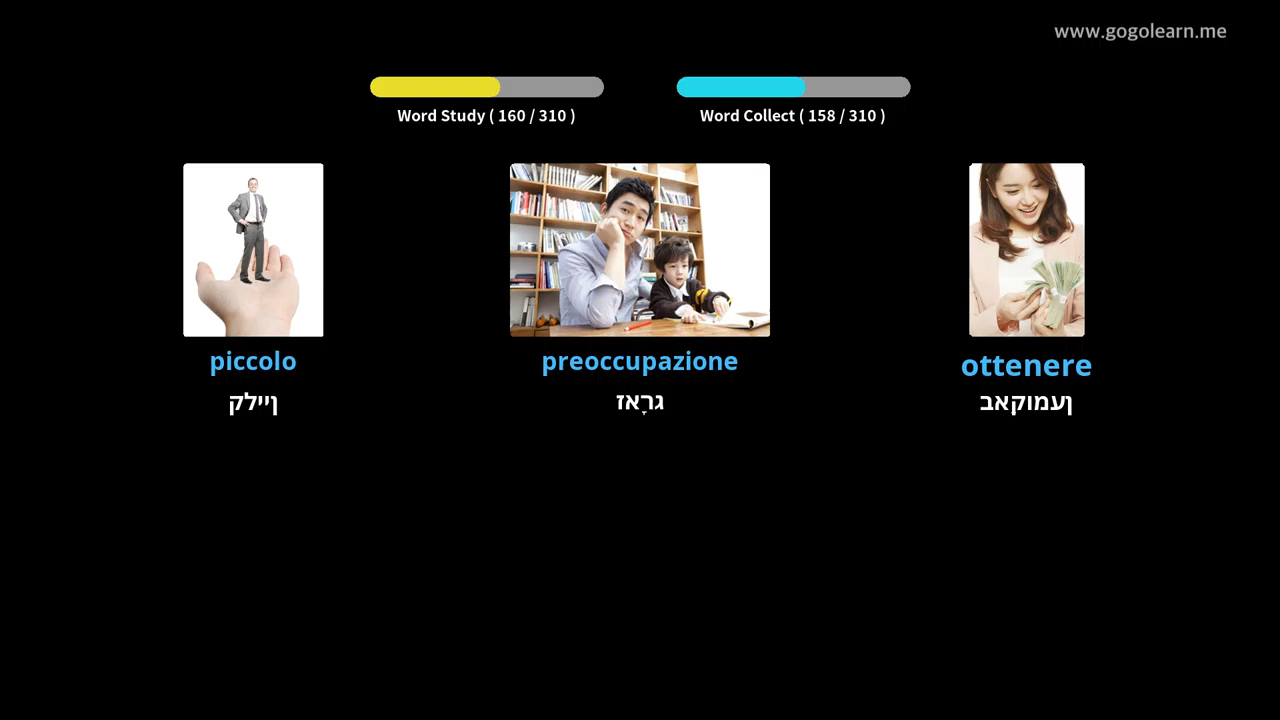 www.gogolearn.me
Word Study ( 160 / 310 )
Word Collect ( 158 / 310 )
piccolo
קליין
preoccupazione
זאָרג
ottenere
באַקומען